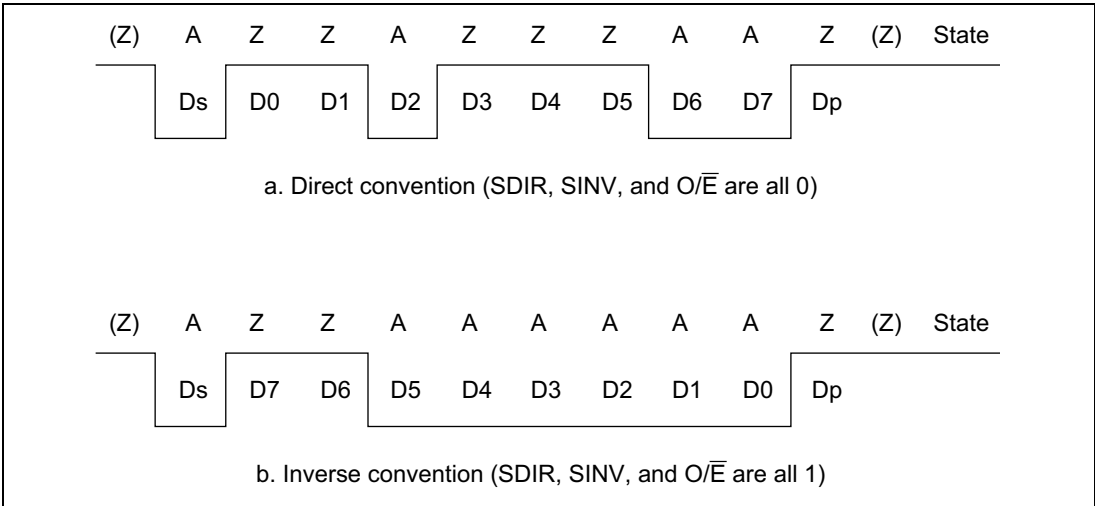 (Z) A Z Z A Z Z Z A A Z (Z) State
Ds D0 D1 D2 D3 D4 D5 D6 D7 Dp
a. Direct convention (SDIR, SINV, and O/E̅ are all 0)
(Z) A Z Z A A A A A A Z (Z) State
Ds D7 D6 D5 D4 D3 D2 D1 D0 Dp
b. Inverse convention (SDIR, SINV, and O/E̅ are all 1)